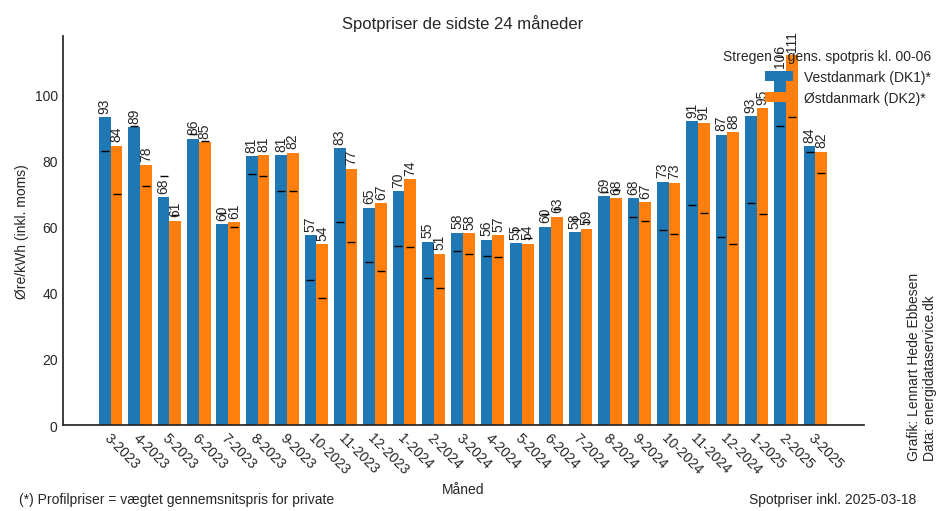 Spotpriser de sidste 24 måneder
Stregen gens. spotpris kl. 00-06
Vestdanmark (DK1)*
Østdanmark (DK2)*
Øre/kWh (inkl. moms)
100
80
60
40
20
0
93 84 89 78 68 61 86 85 60 61 81 81 81 82 57 54 83 77 65 67 70 74 55 51 58 58 56 57 55 54 60 63 58 59 69 68 68 67 73 73 91 91 87 88 93 95 106 111 84 82
3-2023 4-2023 5-2023 6-2023 7-2023 8-2023 9-2023 10-2023 11-2023 12-2023 1-2024 2-2024 3-2024 4-2024 5-2024 6-2024 7-2024 8-2024 9-2024 10-2024 11-2024 12-2024 1-2025 2-2025 3-2025
Måned
Grafik: Lennart Hede Ebbesen
Data: energidataservice.dk
(*) Profilpriser = vægtet gennemsnitspris for private
Spotpriser inkl. 2025-03-18